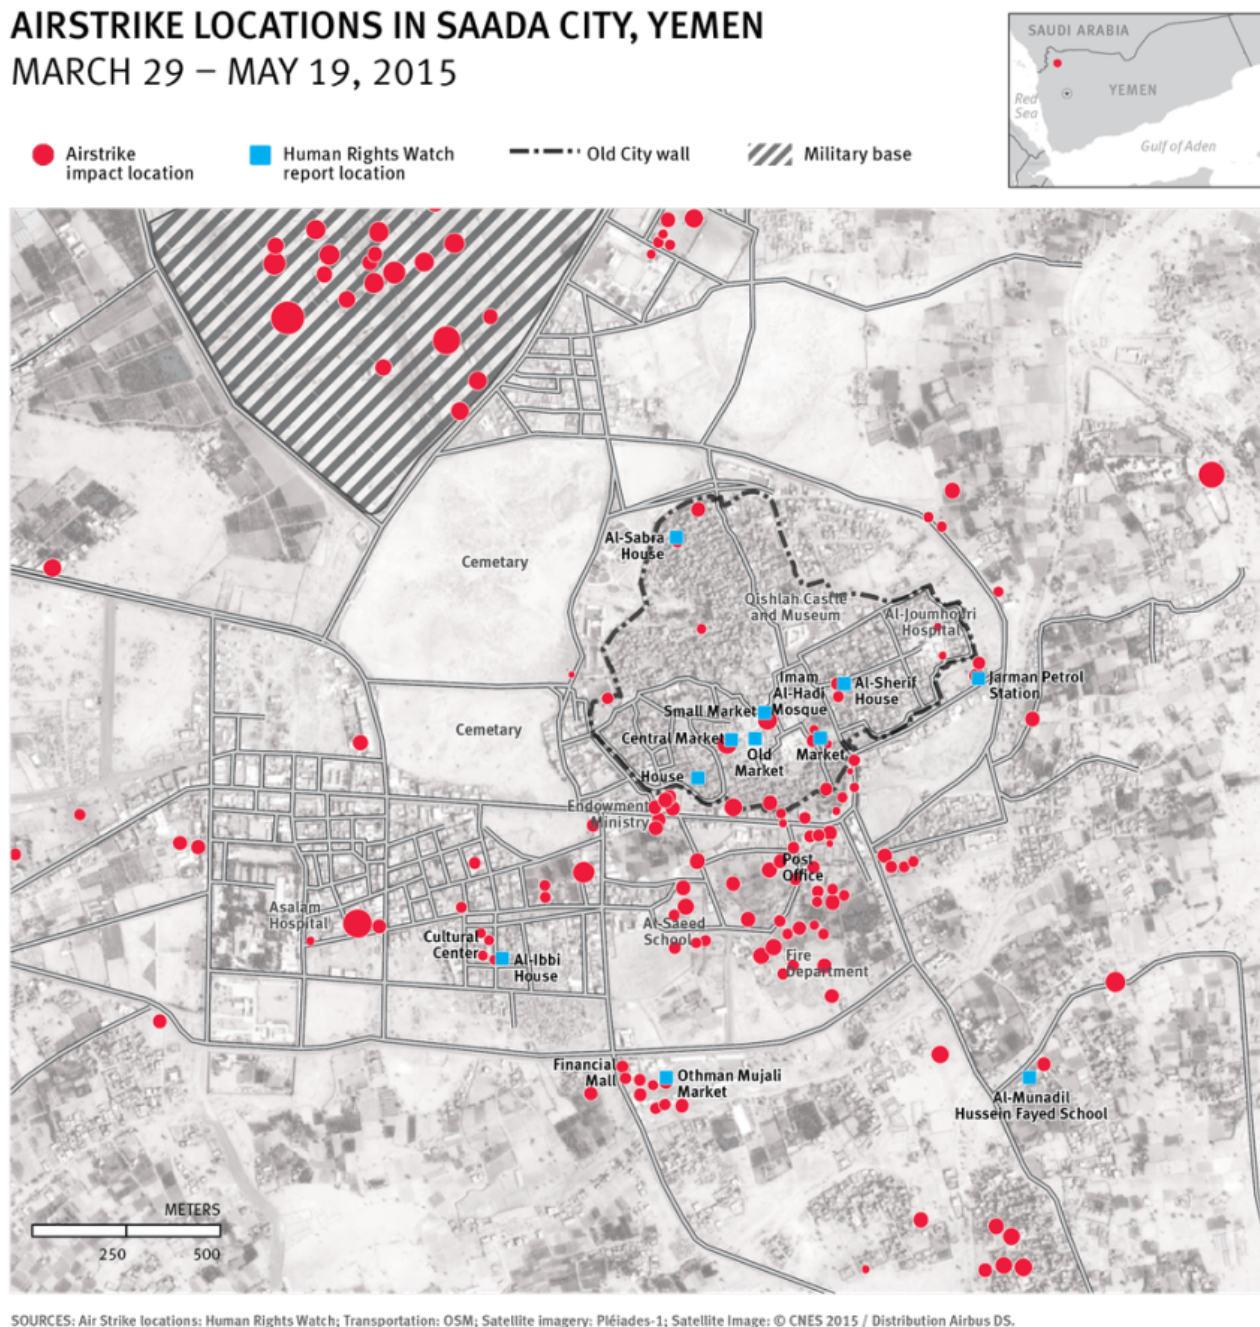 AIRSTRIKE LOCATIONS IN SAADA CITY, YEMEN
MARCH 29 – MAY 19, 2015
SAUDI ARABIA
YEMEN
Red
Sea
Gulf of Aden
Airstrike
impact location
Human Rights Watch
report location
Old City wall
Military base
Al-Sabra
House
Cemetary
Qishlah Castle
and Museum
Al-Joumhouri
Hospital
Imam
Al-Hadi
Mosque
Al-Sherif
House
Jarman Petrol
Station
Small Market
Cemetary
Central Market
Old
Market
Market
House
Endowment
Ministry
Post
Office
Asalam
Hospital
Al-Saeed
School
Cultural
Center
Al-Ibbi
House
Fire
Department
Financial
Mall
Othman Mujali
Market
Al-Munadil
Hussein Fayed School
METERS
250
500
SOURCES: Air Strike locations: Human Rights Watch; Transportation: OSM; Satellite imagery: Pléiades-1; Satellite Image: © CNES 2015 / Distribution Airbus DS.